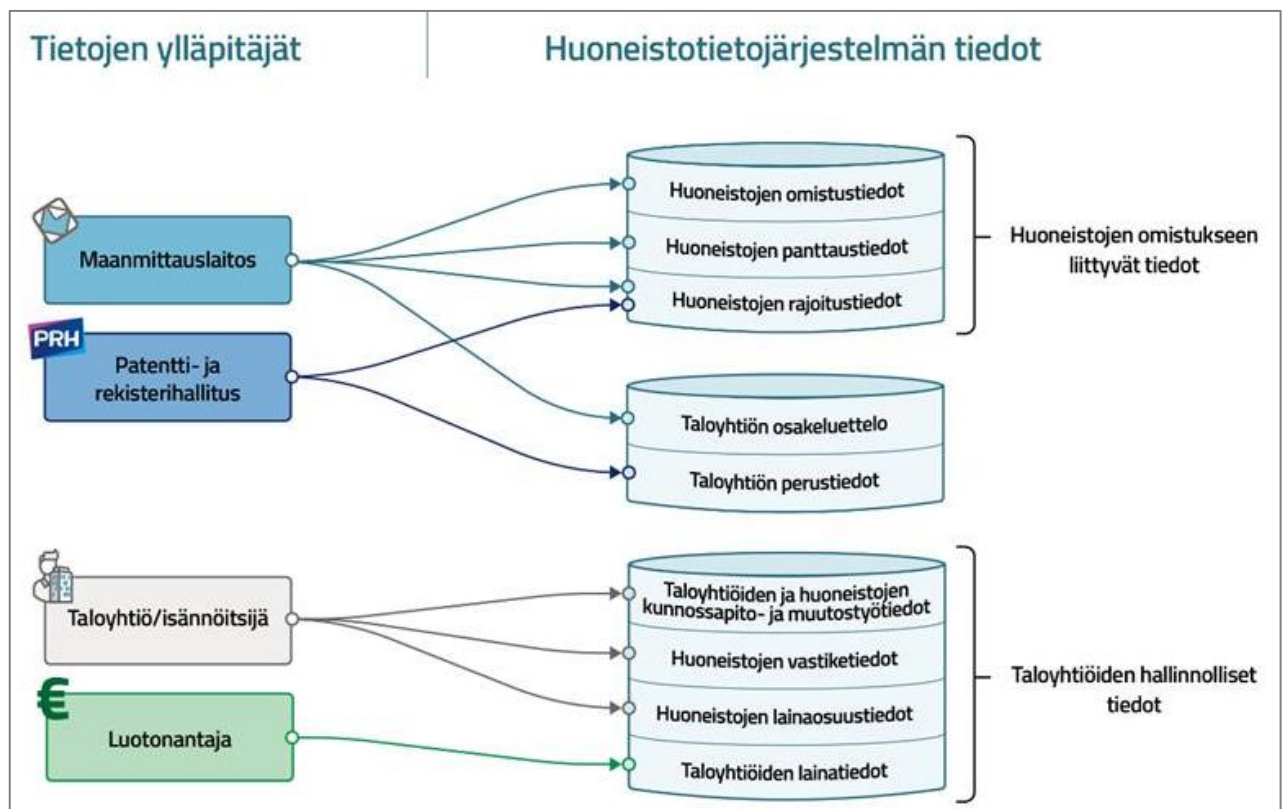 Tietojen ylläpitäjät
Huoneistotietojärjestelmän tiedot
Maanmittauslaitos
PRH
Patentti- ja
rekisterihallitus
Taloyhtiö/isännöitsijä
€
Luotonantaja
Huoneistojen omistustiedot
Huoneistojen panttaustiedot
Huoneistojen rajoitustiedot
Huoneistojen omistukseen
liittyvät tiedot
Taloyhtiön osakeluettelo
Taloyhtiön perustiedot
Taloyhtiöiden ja huoneistojen
kunnossapito- ja muutostyötiedot
Huoneistojen vastiketiedot
Huoneistojen lainaosuustiedot
Taloyhtiöiden lainatiedot
Taloyhtiöiden hallinnolliset
tiedot